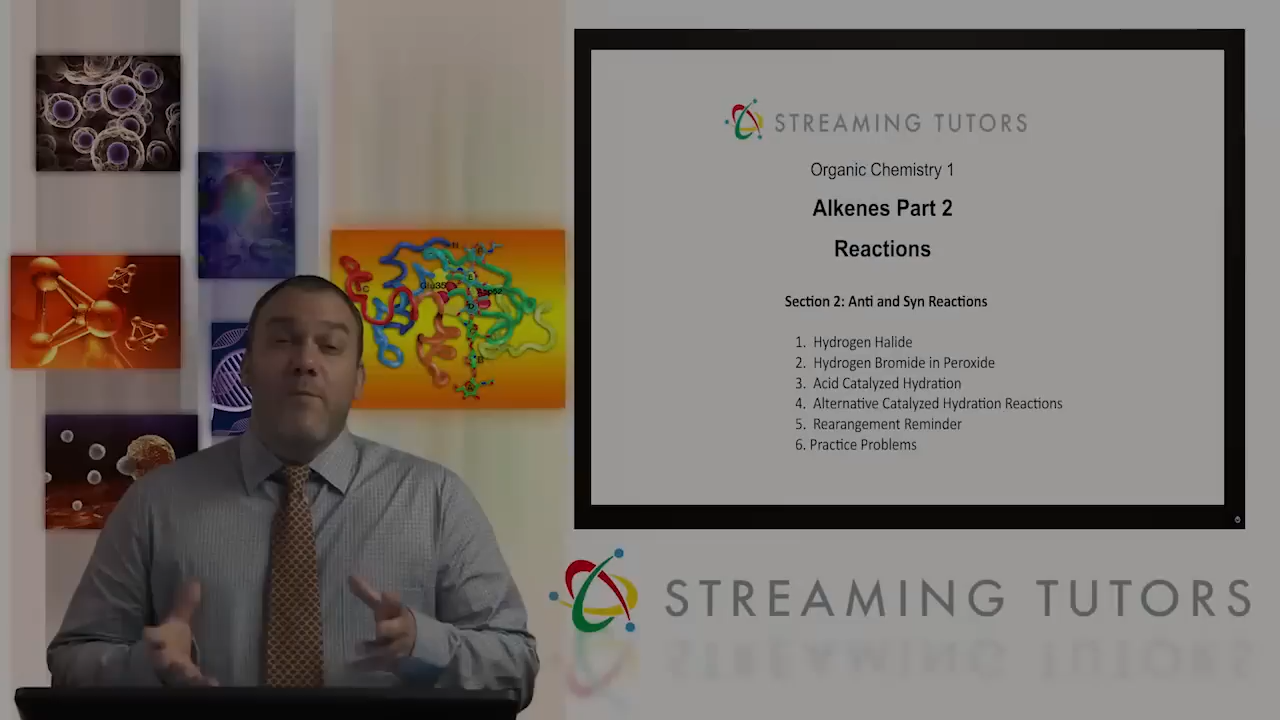 STREAMING TUTORS
Organic Chemistry 1
Alkenes Part 2
Reactions
Section 2: Anti and Syn Reactions
1. Hydrogen Halide
2. Hydrogen Bromide in Peroxide
3. Acid Catalyzed Hydration
4. Alternative Catalyzed Hydration Reactions
5. Rearangement Reminder
6. Practice Problems
STREAMING TUTORS